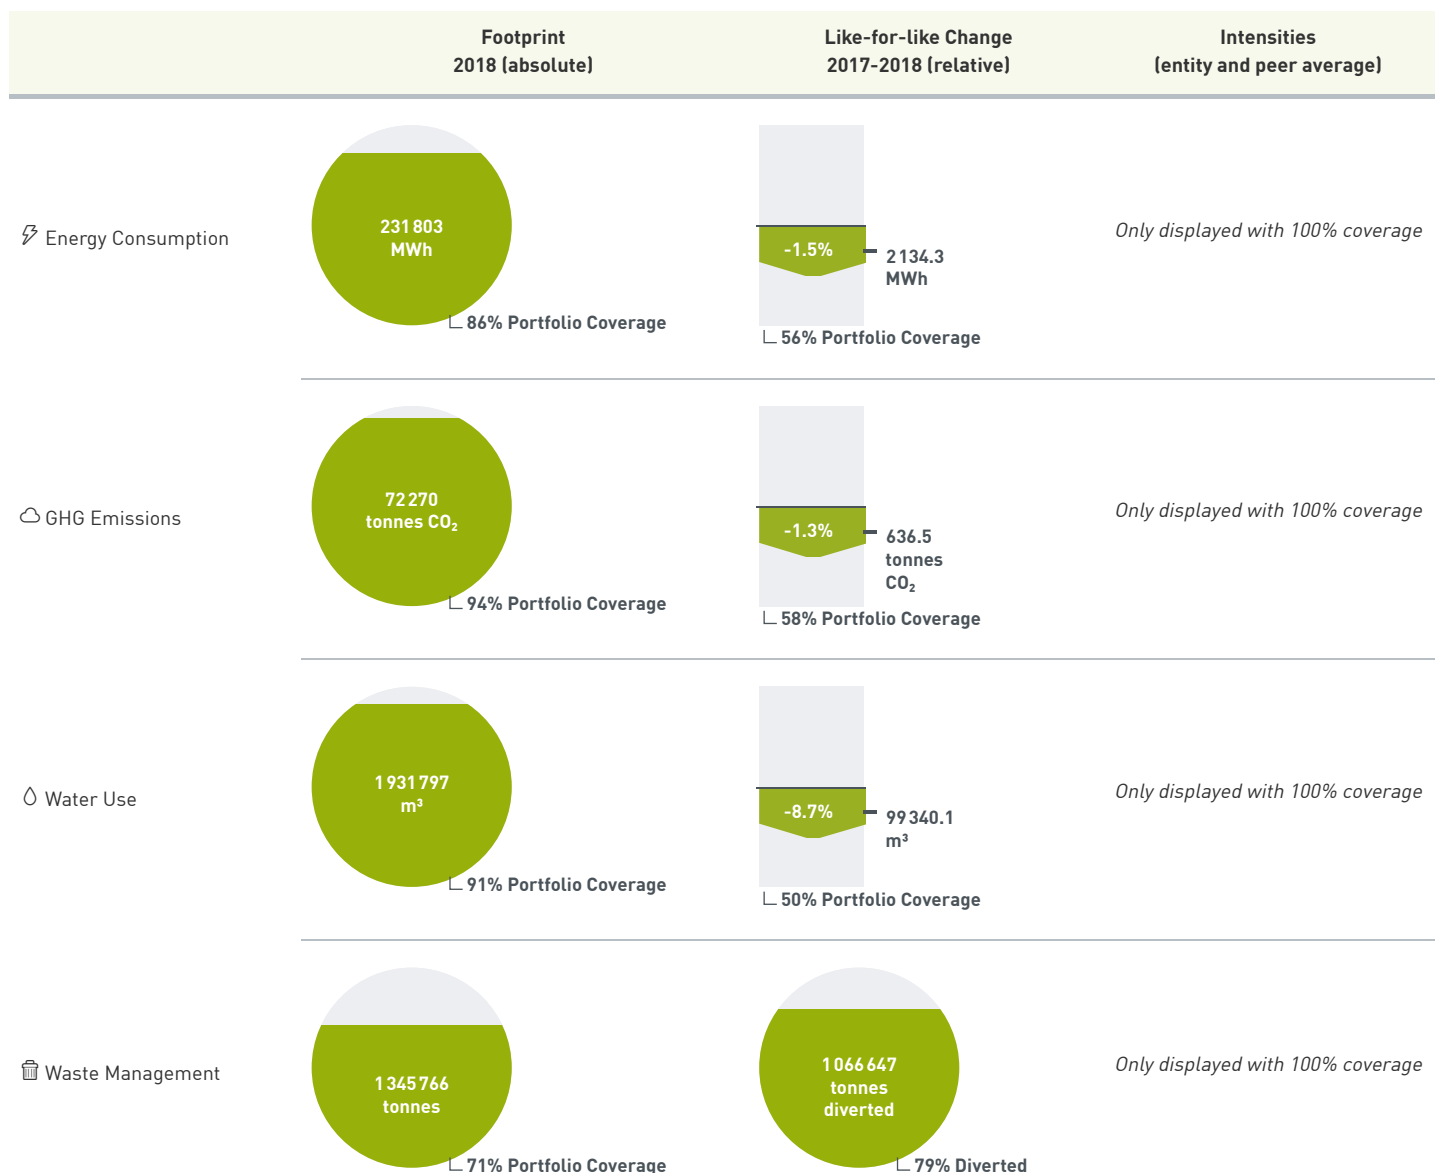 Footprint
2018 (absolute)
Like-for-like Change
2017-2018 (relative)
Intensities
(entity and peer average)
Energy Consumption
231 803
MWh
86% Portfolio Coverage
-1.5%
2 134.3
MWh
56% Portfolio Coverage
Only displayed with 100% coverage
GHG Emissions
72 270
tonnes CO₂
94% Portfolio Coverage
-1.3%
636.5
tonnes
CO₂
58% Portfolio Coverage
Only displayed with 100% coverage
Water Use
1 931 797
m³
91% Portfolio Coverage
-8.7%
99 340.1
m³
50% Portfolio Coverage
Only displayed with 100% coverage
Waste Management
1 345 766
tonnes
71% Portfolio Coverage
1 066 647
tonnes
diverted
79% Diverted
Only displayed with 100% coverage